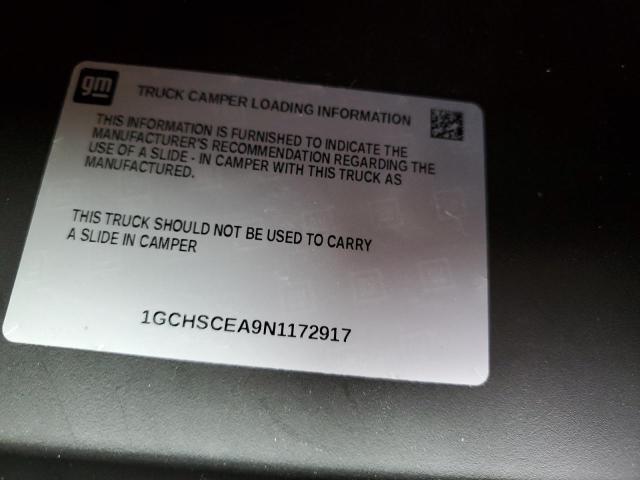 gm
TRUCK CAMPER LOADING INFORMATION
THIS INFORMATION IS FURNISHED TO INDICATE THE
MANUFACTURER'S RECOMMENDATION REGARDING THE
USE OF A SLIDE - IN CAMPER WITH THIS TRUCK AS
MANUFACTURED.
THIS TRUCK SHOULD NOT BE USED TO CARRY
A SLIDE IN CAMPER
1GCHSCEA9N1172917